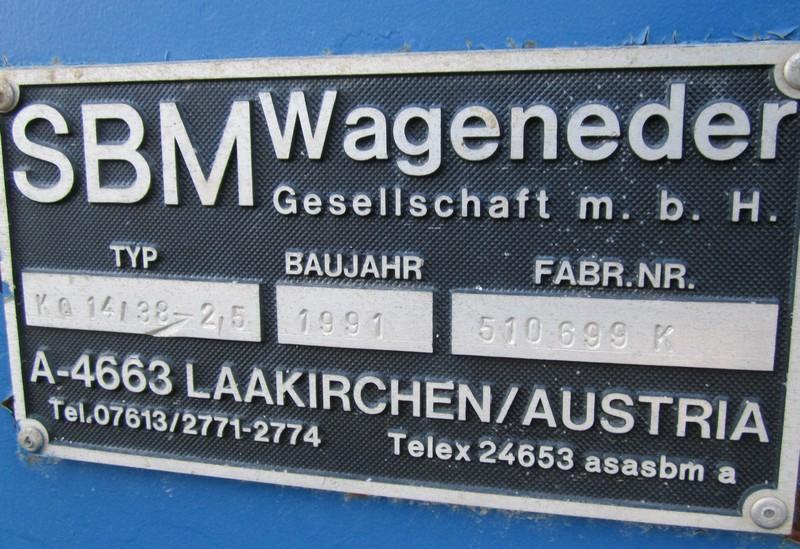 SBM Wageneder
Gesellschaft m. b. H.
TYP BAUJAHR FABR.NR.
KQ 14/38-2,5 1991 510 699 K
A-4663 LAAKIRCHEN/AUSTRIA
Tel.07613/2771-2774 Telex 24653 asasbm a